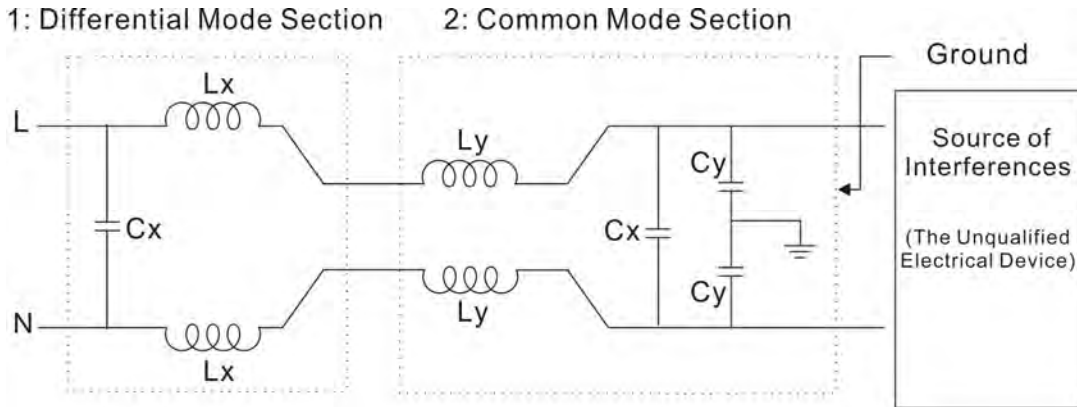 1: Differential Mode Section
2: Common Mode Section
Ground
Lx
L
Ly
Source of
Interferences
Cy
Cx
Cx
(The Unqualified
Electrical Device)
Cy
N
Ly
Lx